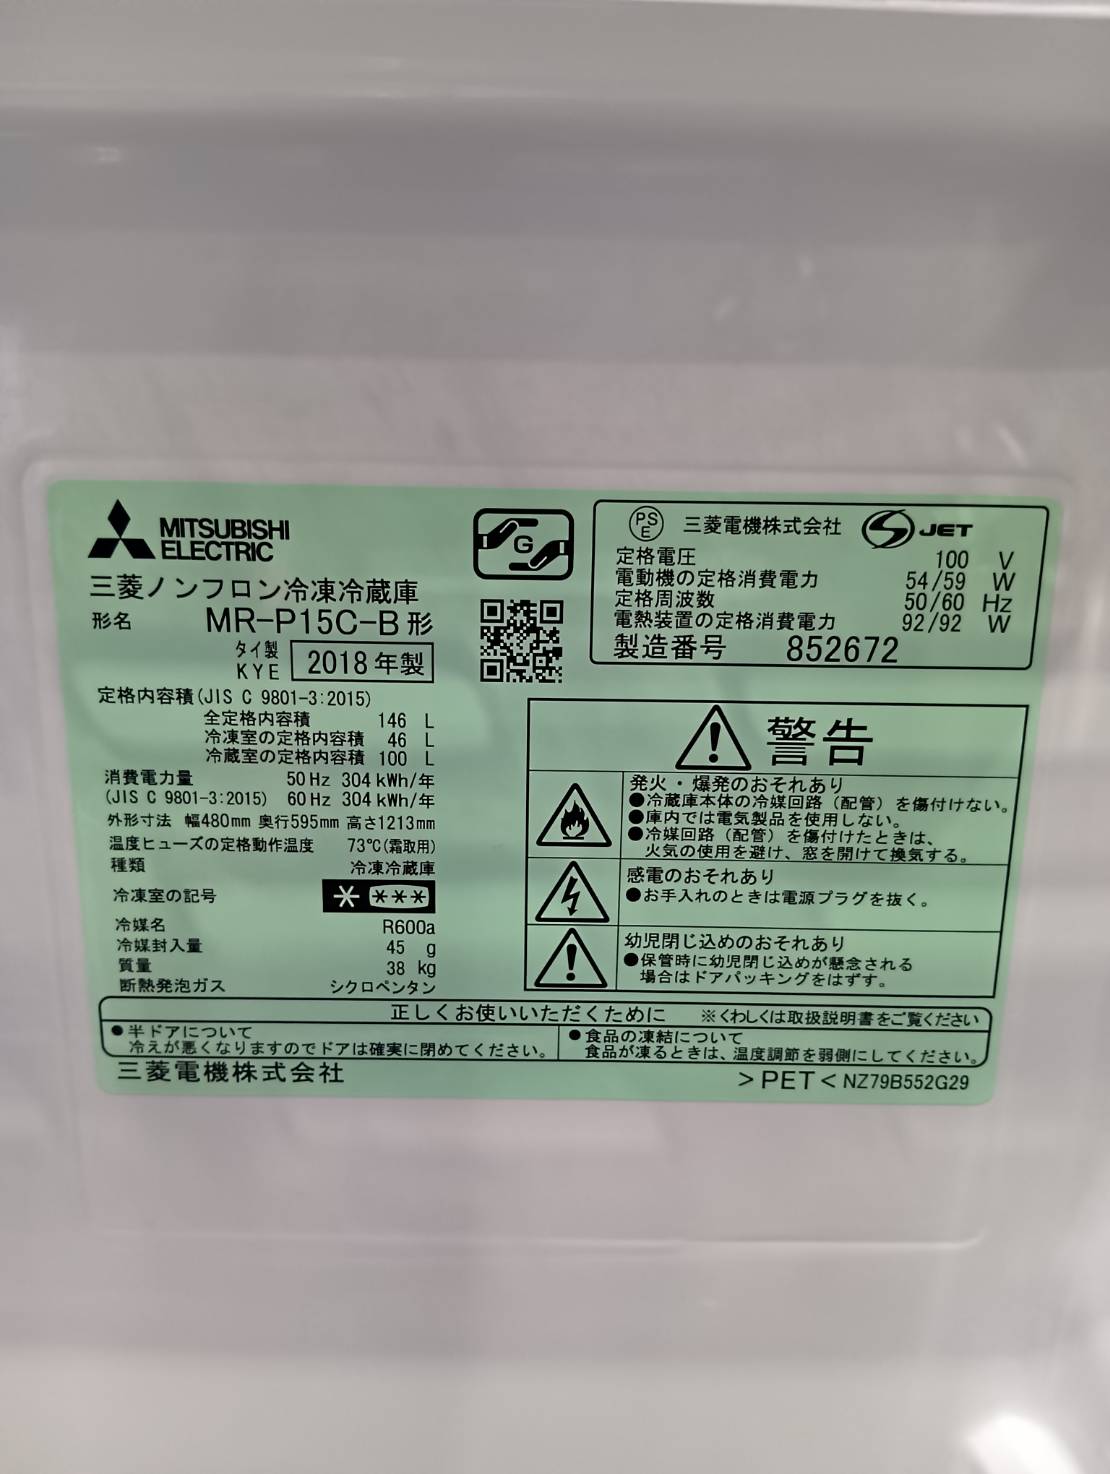 MITSUBISHI
ELECTRIC
三菱ノンフロン冷凍冷蔵庫
形名 MR-P15C-B形
タイ製
KYE
2018年製
定格内容積(JIS C 9801-3:2015)
全定格内容積 146 L
冷凍室の定格内容積 46 L
冷蔵室の定格内容積 100 L
消費電力量 50Hz 304kWh/年
(JIS C 9801-3:2015) 60Hz 304kWh/年
外形寸法 幅480mm 奥行595mm 高さ1213mm
温度ヒューズの定格動作温度 73℃(霜取用)
種類 冷凍冷蔵庫
冷凍室の記号 * ***
冷媒名 R600a
冷媒封入量 45 g
質量 38 kg
断熱発泡ガス シクロペンタン
G
PS
E
三菱電機株式会社
S JET
定格電圧 100 V
電動機の定格消費電力 54/59 W
定格周波数 50/60 Hz
電熱装置の定格消費電力 92/92 W
製造番号 852672
警告
発火・爆発のおそれあり
●冷蔵庫本体の冷媒回路(配管)を傷付けない。
●庫内では電気製品を使用しない。
●冷媒回路(配管)を傷付けたときは、
火気の使用を避け、窓を開けて換気する。
感電のおそれあり
●お手入れのときは電源プラグを抜く。
幼児閉じ込めのおそれあり
●保管時に幼児閉じ込めが懸念される
場合はドアパッキングをはずす。
正しくお使いいただくために ※くわしくは取扱説明書をご覧ください
●半ドアについて
冷えが悪くなりますのでドアは確実に閉めてください。
●食品の凍結について
食品が凍るときは、温度調節を弱側にしてください。
三菱電機株式会社
>PET< NZ79B552G29